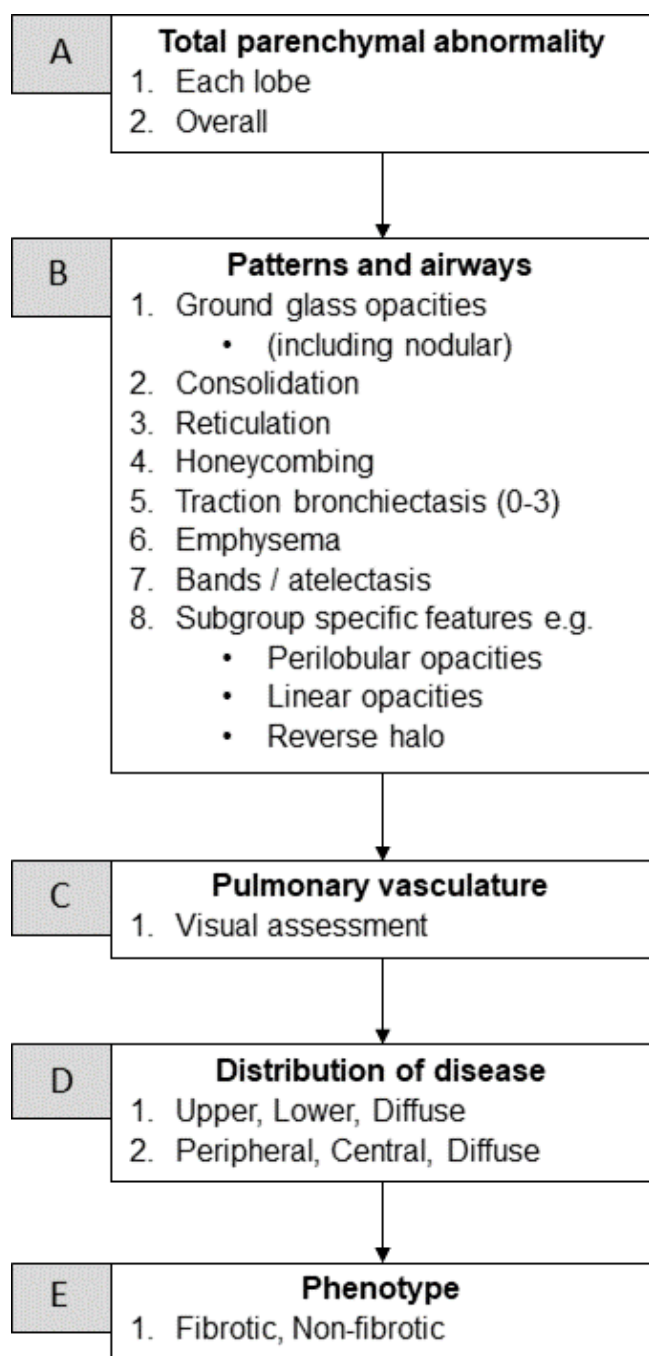 A
Total parenchymal abnormality
1. Each lobe
2. Overall
B
Patterns and airways
1. Ground glass opacities
• (including nodular)
2. Consolidation
3. Reticulation
4. Honeycombing
5. Traction bronchiectasis (0-3)
6. Emphysema
7. Bands / atelectasis
8. Subgroup specific features e.g.
• Perilobular opacities
• Linear opacities
• Reverse halo
C
Pulmonary vasculature
1. Visual assessment
D
Distribution of disease
1. Upper, Lower, Diffuse
2. Peripheral, Central, Diffuse
E
Phenotype
1. Fibrotic, Non-fibrotic